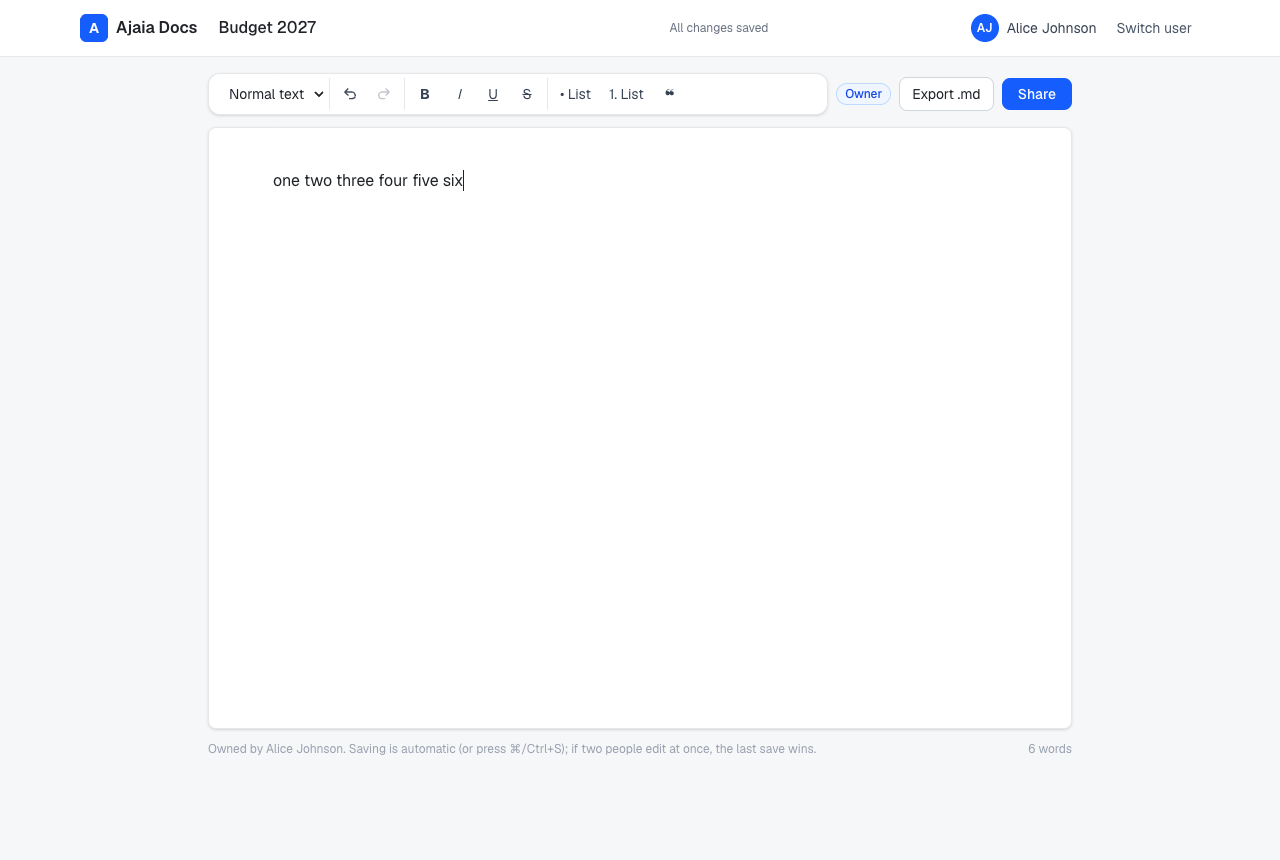 A Ajaia Docs Budget 2027 All changes saved AJ Alice Johnson Switch user
Normal text B I U S • List 1. List ❝ Owner Export .md Share
one two three four five six
Owned by Alice Johnson. Saving is automatic (or press ⌘/Ctrl+S); if two people edit at once, the last save wins. 6 words